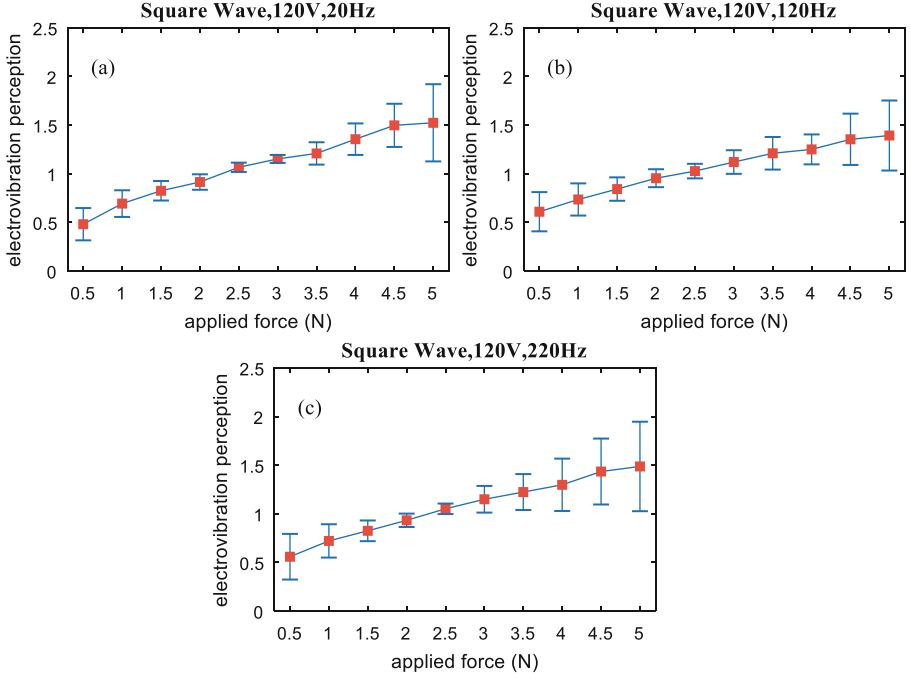 Square Wave,120V,20Hz
2.5
2
1.5
1
0.5
0
electrovibration perception
(a)
0.5 1 1.5 2 2.5 3 3.5 4 4.5 5
applied force (N)
Square Wave,120V,120Hz
2.5
2
1.5
1
0.5
0
electrovibration perception
(b)
0.5 1 1.5 2 2.5 3 3.5 4 4.5 5
applied force (N)
Square Wave,120V,220Hz
2.5
2
1.5
1
0.5
0
electrovibration perception
(c)
0.5 1 1.5 2 2.5 3 3.5 4 4.5 5
applied force (N)